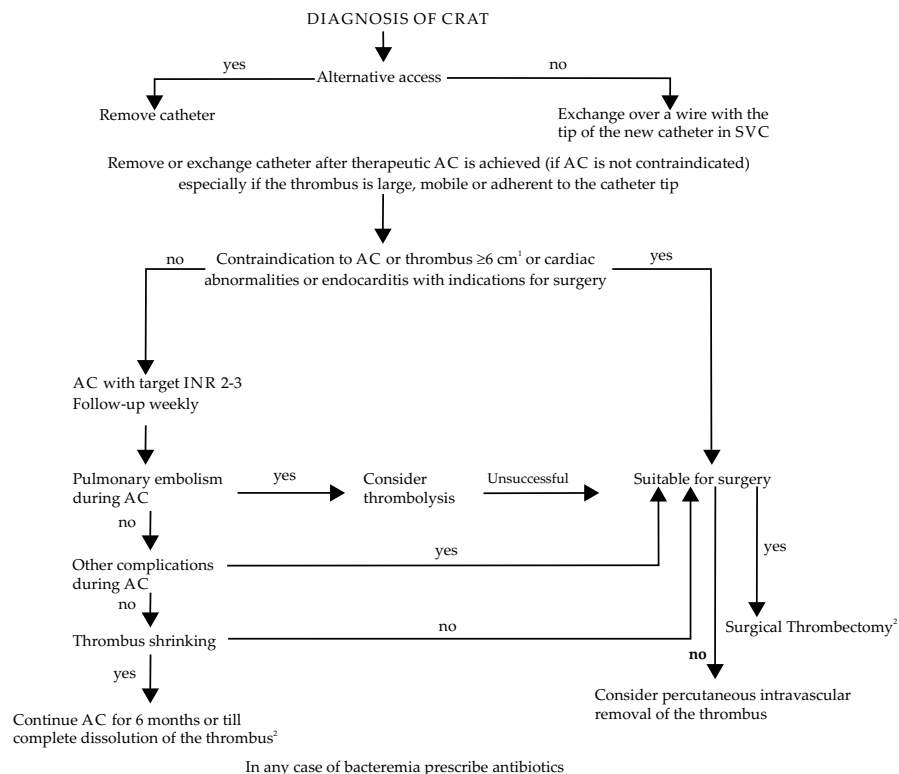 DIAGNOSIS OF CRAT
yes
Alternative access
no
Remove catheter
Exchange over a wire with the
tip of the new catheter in SVC
Remove or exchange catheter after therapeutic AC is achieved (if AC is not contraindicated)
especially if the thrombus is large, mobile or adherent to the catheter tip
no
Contraindication to AC or thrombus ≥6 cm¹ or cardiac
abnormalities or endocarditis with indications for surgery
yes
AC with target INR 2-3
Follow-up weekly
Pulmonary embolism
during AC
yes
Consider
thrombolysis
Unsuccessful
Suitable for surgery
no
Other complications
during AC
yes
yes
no
Thrombus shrinking
no
Surgical Thrombectomy²
no
yes
Consider percutaneous intravascular
removal of the thrombus
Continue AC for 6 months or till
complete dissolution of the thrombus²
In any case of bacteremia prescribe antibiotics